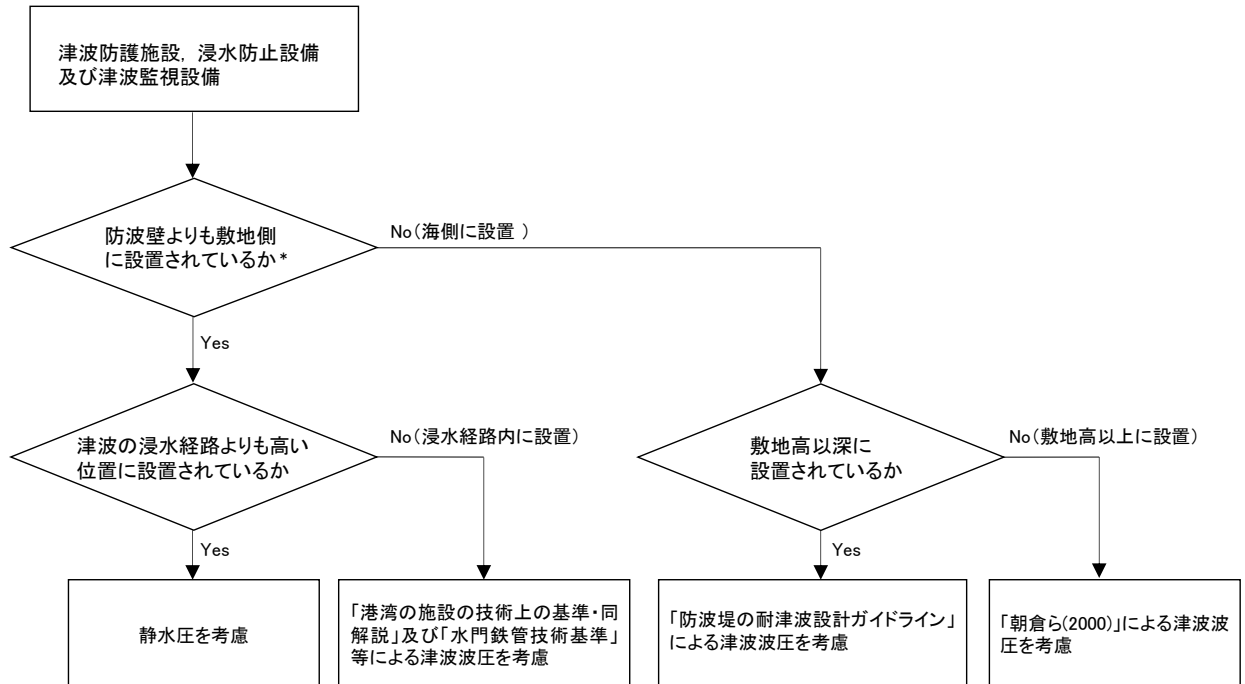 津波防護施設，浸水防止設備
及び津波監視設備
防波壁よりも敷地側
に設置されているか*
No（海側に設置 ）
Yes
津波の浸水経路よりも高い
位置に設置されているか
No（浸水経路内に設置）
敷地高以深に
設置されているか
No（敷地高以上に設置）
Yes
Yes
静水圧を考慮
「港湾の施設の技術上の基準・同
解説」及び「水門鉄管技術基準」
等による津波波圧を考慮
「防波堤の耐津波設計ガイドライン」
による津波波圧を考慮
「朝倉ら(2000)」による津波波
圧を考慮